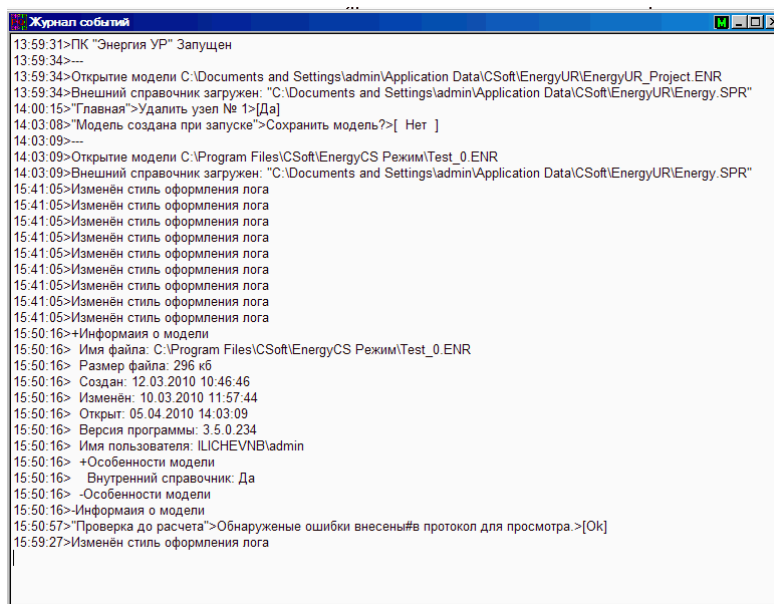 Журнал событий
M
13:59:31>ПК "Энергия УР" Запущен
13:59:34>---
13:59:34>Открытие модели C:\Documents and Settings\admin\Application Data\CSoft\EnergyUR\EnergyUR_Project.ENR
13:59:34>Внешний справочник загружен: "C:\Documents and Settings\admin\Application Data\CSoft\EnergyUR\Energy.SPR"
14:00:15>"Главная">Удалить узел № 1>[Да]
14:03:08>"Модель создана при запуске">Сохранить модель?>[ Нет ]
14:03:09>---
14:03:09>Открытие модели C:\Program Files\CSoft\EnergyCS Режим\Test_0.ENR
14:03:09>Внешний справочник загружен: "C:\Documents and Settings\admin\Application Data\CSoft\EnergyUR\Energy.SPR"
15:41:05>Изменён стиль оформления лога
15:41:05>Изменён стиль оформления лога
15:41:05>Изменён стиль оформления лога
15:41:05>Изменён стиль оформления лога
15:41:05>Изменён стиль оформления лога
15:41:05>Изменён стиль оформления лога
15:41:05>Изменён стиль оформления лога
15:41:05>Изменён стиль оформления лога
15:41:05>Изменён стиль оформления лога
15:50:16>+Информаия о модели
15:50:16> Имя файла: C:\Program Files\CSoft\EnergyCS Режим\Test_0.ENR
15:50:16> Размер файла: 296 кб
15:50:16> Создан: 12.03.2010 10:46:46
15:50:16> Изменён: 10.03.2010 11:57:44
15:50:16> Открыт: 05.04.2010 14:03:09
15:50:16> Версия программы: 3.5.0.234
15:50:16> Имя пользователя: ILICHEVNB\admin
15:50:16> +Особенности модели
15:50:16> Внутренний справочник: Да
15:50:16> -Особенности модели
15:50:16>-Информаия о модели
15:50:57>"Проверка до расчета">Обнаруженые ошибки внесены#в протокол для просмотра.>[Ok]
15:59:27>Изменён стиль оформления лога